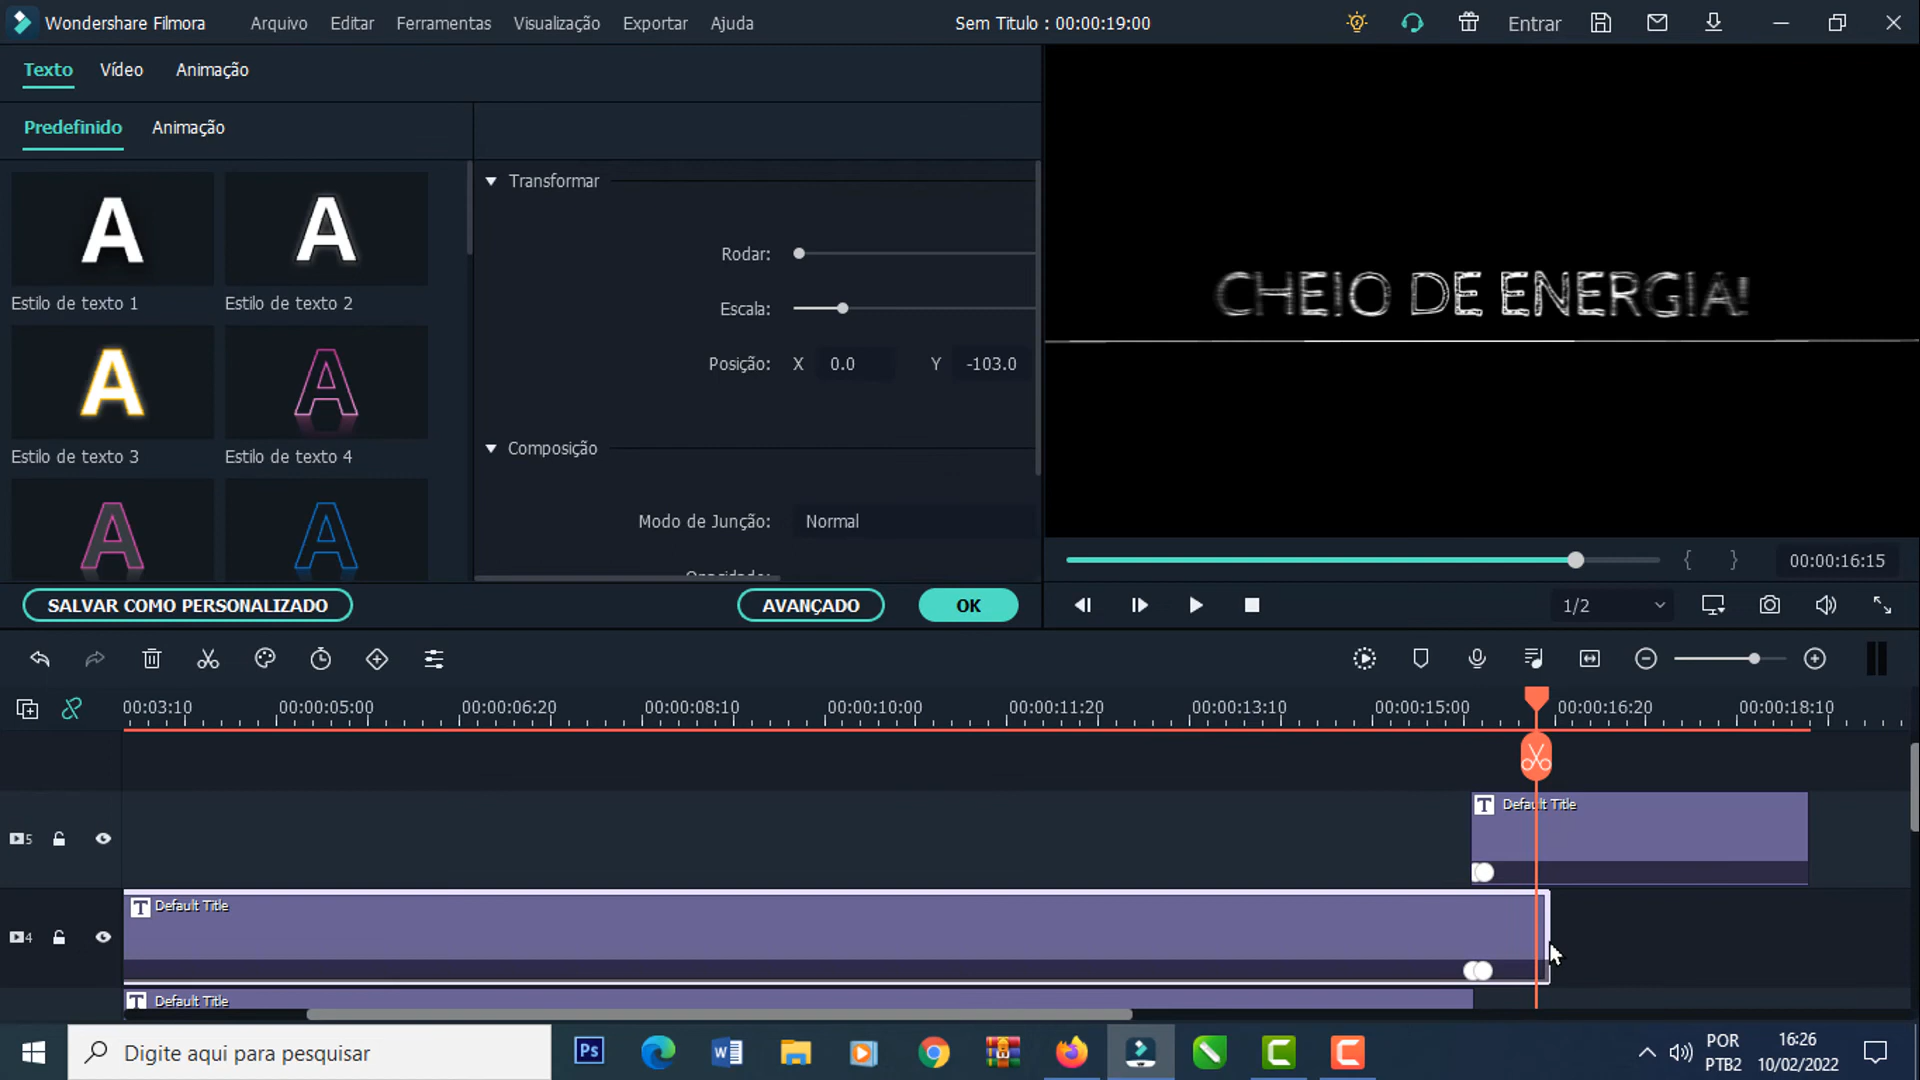 Wondershare Filmora
Arquivo
Editar
Ferramentas
Visualização
Exportar
Ajuda
Sem Titulo : 00:00:19:00
Entrar
Texto
Vídeo
Animação
Predefinido
Animação
A
A
Estilo de texto 1
Estilo de texto 2
A
A
Estilo de texto 3
Estilo de texto 4
A
A
Transformar
Rodar:
Escala:
Posição:
X
0.0
Y
-103.0
Composição
Modo de Junção:
Normal
Opacidade:
CHEIO DE ENERGIA!
{ }
00:00:16:15
SALVAR COMO PERSONALIZADO
AVANÇADO
OK
1/2
00:00:03:10
00:00:05:00
00:00:06:20
00:00:08:10
00:00:10:00
00:00:11:20
00:00:13:10
00:00:15:00
00:00:16:20
00:00:18:10
5
T
Default Title
4
T
Default Title
T
Default Title
Digite aqui para pesquisar
Ps
W
POR
PTB2
16:26
10/02/2022